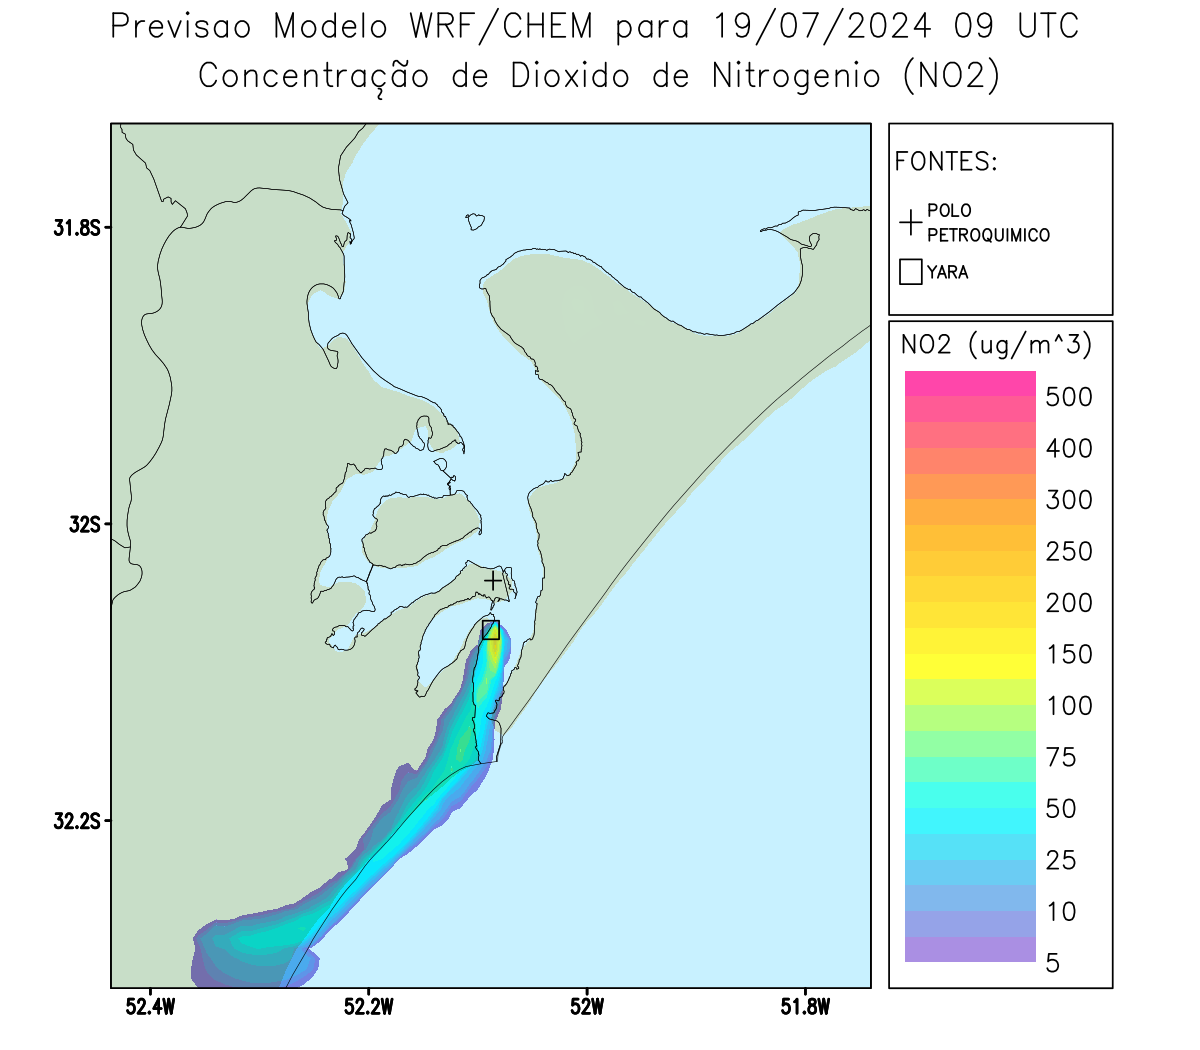 Previsao Modelo WRF/CHEM para 19/07/2024 09 UTC
Concentração de Dioxido de Nitrogenio (NO2)
FONTES:
POLO
PETROQUIMICO
YARA
NO2 (ug/m^3)
500
400
300
250
200
150
100
75
50
25
10
5
31.8S
32S
32.2S
52.4W
52.2W
52W
51.8W